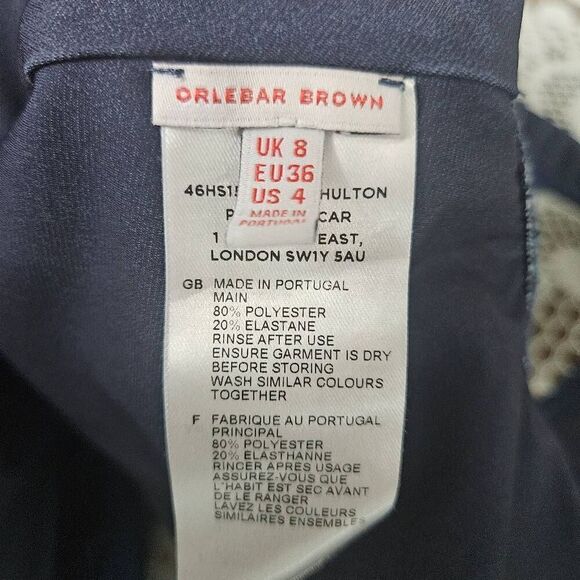 ORLEBAR BROWN
UK 8
EU 36
US 4
MADE IN
PORTUGAL
46HS1 HULTON
P CAR
1 EAST,
LONDON SW1Y 5AU
GB MADE IN PORTUGAL
MAIN
80% POLYESTER
20% ELASTANE
RINSE AFTER USE
ENSURE GARMENT IS DRY
BEFORE STORING
WASH SIMILAR COLOURS
TOGETHER
F FABRIQUE AU PORTUGAL
PRINCIPAL
80% POLYESTER
20% ELASTHANNE
RINCER APRÈS USAGE
ASSUREZ-VOUS QUE
L'HABIT EST SEC AVANT
DE LE RANGER
LAVEZ LES COULEURS
SIMILAIRES ENSEMBLE